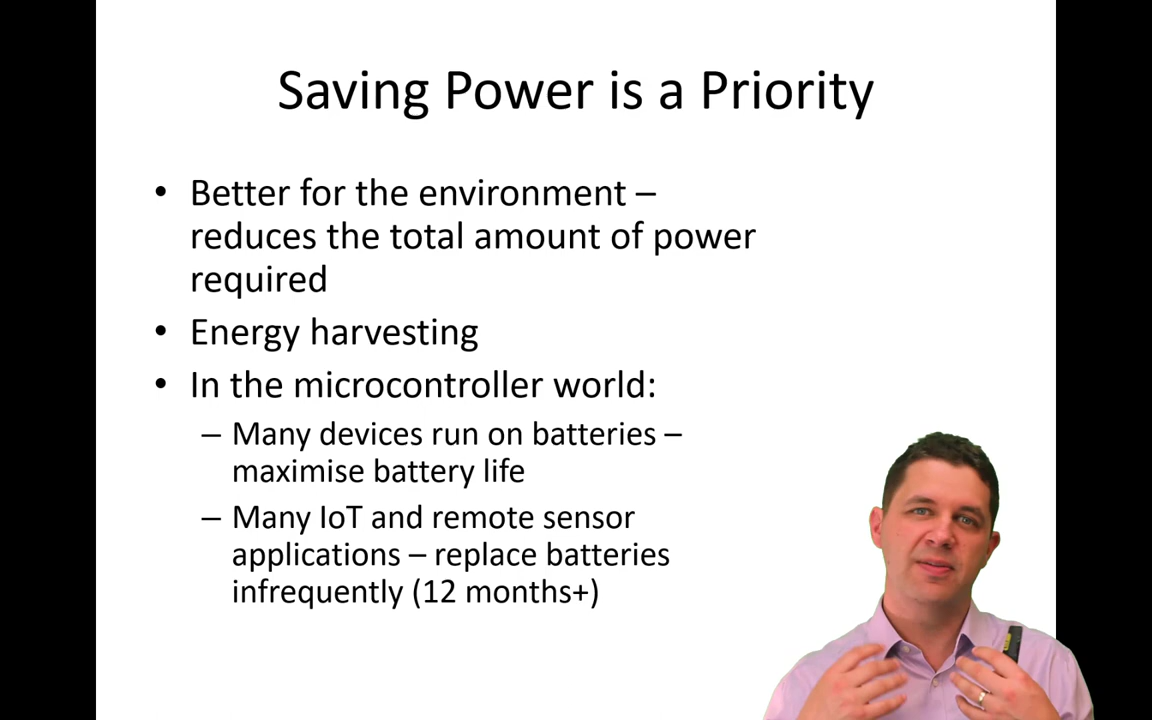 Saving Power is a Priority
• Better for the environment –
reduces the total amount of power
required
• Energy harvesting
• In the microcontroller world:
– Many devices run on batteries –
maximise battery life
– Many IoT and remote sensor
applications – replace batteries
infrequently (12 months+)